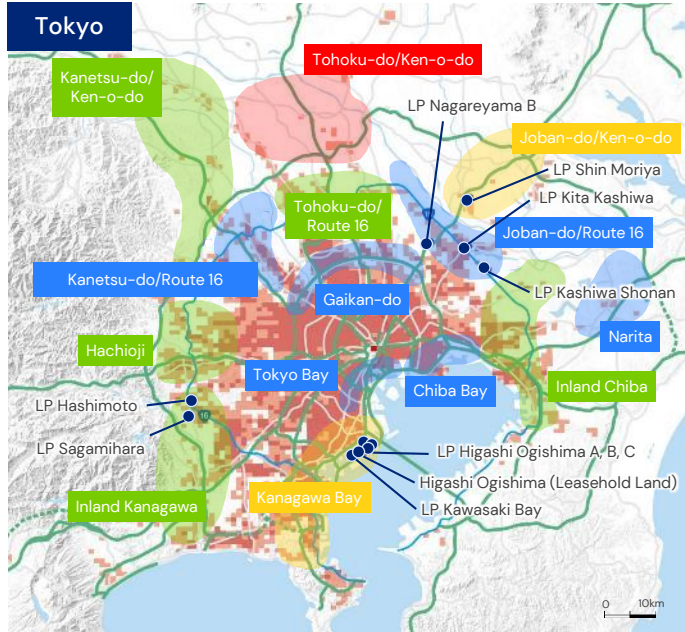 Tokyo
Tohoku-do/Ken-o-do
Kanetsu-do/
Ken-o-do
LP Nagareyama B
Joban-do/Ken-o-do
LP Shin Moriya
LP Kita Kashiwa
Tohoku-do/
Route 16
Joban-do/Route 16
Kanetsu-do/Route 16
Gaikan-do
LP Kashiwa Shonan
Narita
Hachioji
Tokyo Bay
Chiba Bay
Inland Chiba
LP Hashimoto
16
LP Sagamihara
LP Higashi Ogishima A, B, C
Higashi Ogishima (Leasehold Land)
Inland Kanagawa
Kanagawa Bay
LP Kawasaki Bay
0 10km